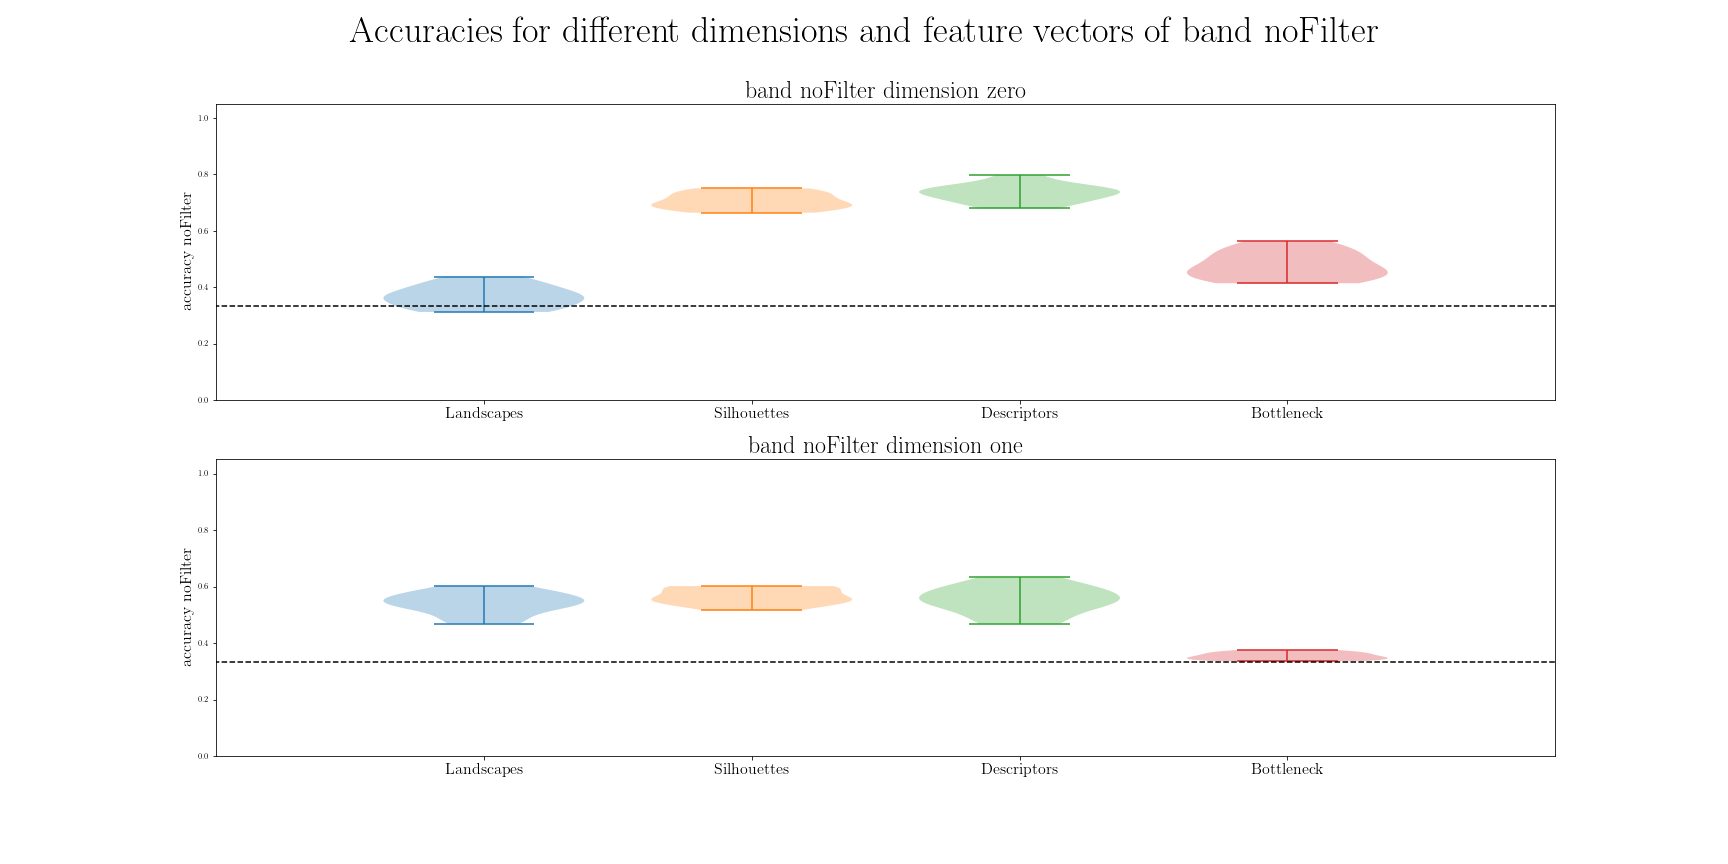 Accuracies for different dimensions and feature vectors of band noFilter
band noFilter dimension zero
accuracy noFilter
1.0
0.8
0.6
0.4
0.2
0.0
Landscapes Silhouettes Descriptors Bottleneck
band noFilter dimension one
accuracy noFilter
1.0
0.8
0.6
0.4
0.2
0.0
Landscapes Silhouettes Descriptors Bottleneck